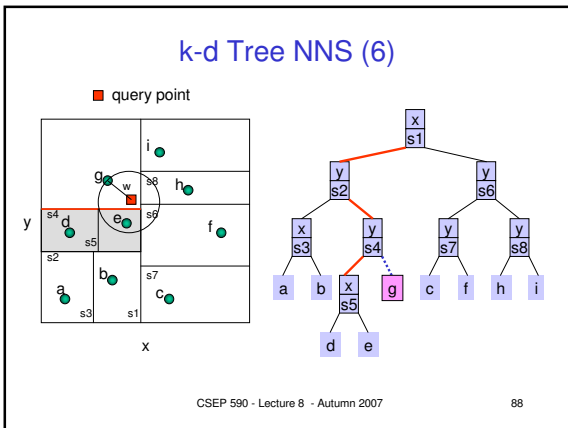 k-d Tree NNS (6)
query point
i
g
w
s8
h
s4
d
e
s6
s5
y
f
s2
b
s7
a
c
s3
s1
x
x
s1
y
s2
y
s6
x
s3
y
s4
y
s7
y
s8
a
b
x
s5
g
c
f
h
i
d
e
CSEP 590 - Lecture 8 - Autumn 2007
88